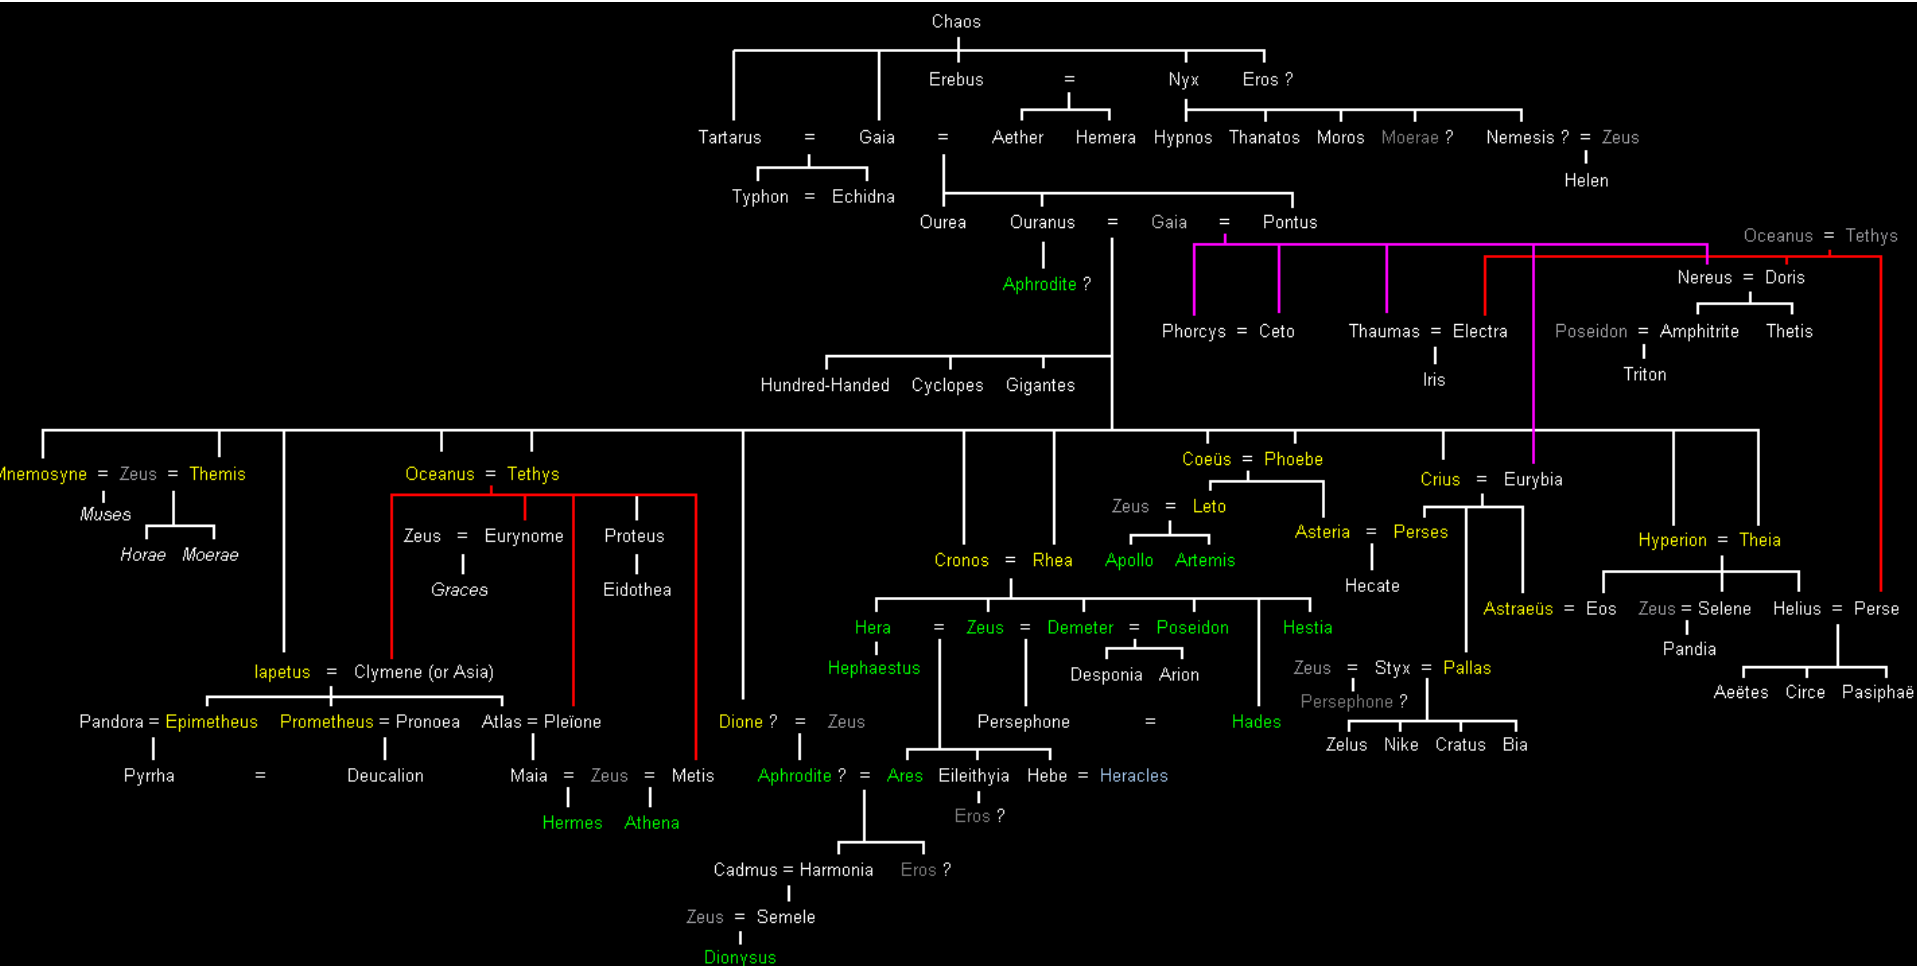 Chaos
Erebus = Nyx Eros ?
Tartarus = Gaia = Aether Hemera Hypnos Thanatos Moros Moerae ? Nemesis ? = Zeus
Helen
Typhon = Echidna
Ourea Ouranus = Gaia = Pontus
Oceanus = Tethys
Aphrodite ? Nereus = Doris
Phorcys = Ceto Thaumas = Electra Poseidon = Amphitrite Thetis
Iris Triton
Hundred-Handed Cyclopes Gigantes
Mnemosyne = Zeus = Themis Oceanus = Tethys Coeüs = Phoebe Crius = Eurybia
Muses Zeus = Leto
Horae Moerae Zeus = Eurynome Proteus Asteria = Perses Hyperion = Theia
Cronos = Rhea Apollo Artemis
Graces Eidothea Hecate
Astraeüs = Eos Zeus = Selene Helius = Perse
Hera = Zeus = Demeter = Poseidon Hestia
Pandia
Iapetus = Clymene (or Asia) Hephaestus Desponia Arion Zeus = Styx = Pallas
Persephone ? Aeëtes Circe Pasiphaë
Pandora = Epimetheus Prometheus = Pronoea Atlas = Pleïone Dione ? = Zeus Persephone = Hades
Zelus Nike Cratus Bia
Pyrrha = Deucalion Maia = Zeus = Metis Aphrodite ? = Ares Eileithyia Hebe = Heracles
Hermes Athena Eros ?
Cadmus = Harmonia Eros ?
Zeus = Semele
Dionysus